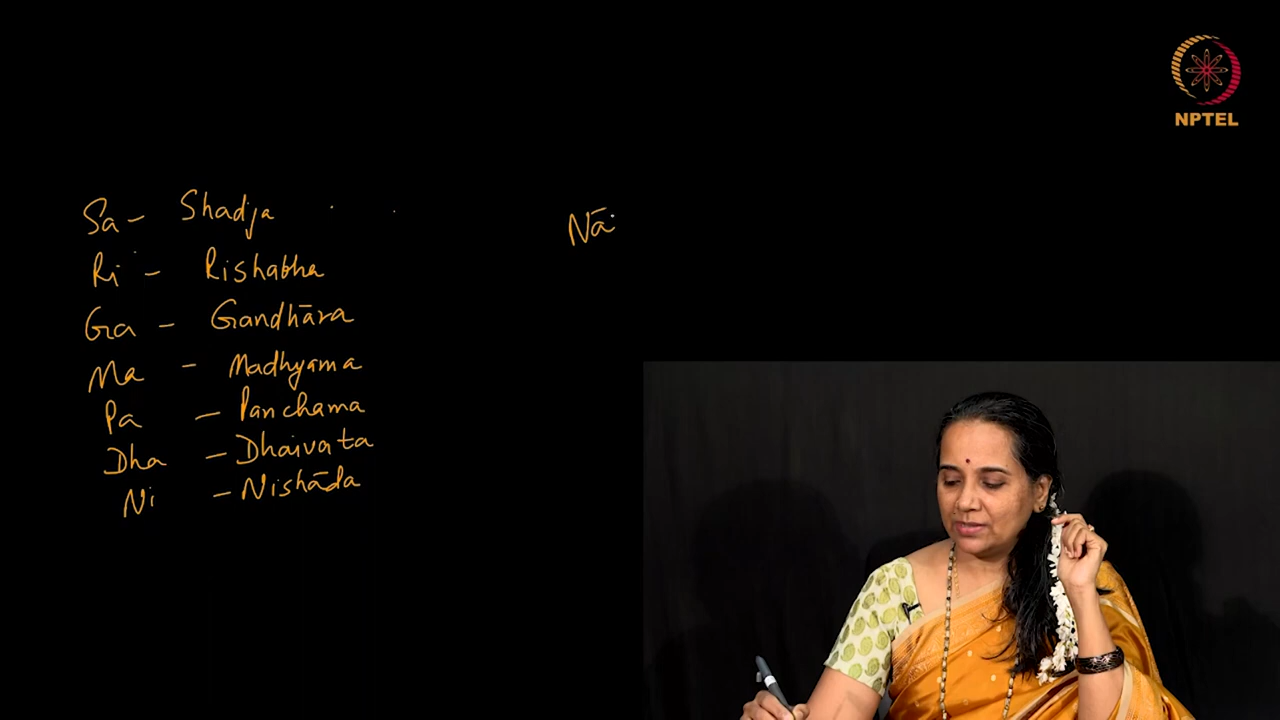 NPTEL
Sa - Shadja
Ri - Rishabha
Ga - Gandhāra
Ma - Madhyama
Pa - Panchama
Dha - Dhaivata
Ni - Nishāda
Nā